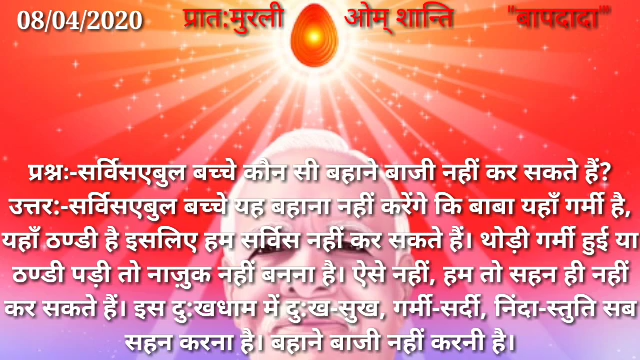 08/04/2020 प्रात:मुरली ओम् शान्ति "बापदादा"
प्रश्नः-सर्विसएबुल बच्चे कौन सी बहाने बाजी नहीं कर सकते हैं?
उत्तर:-सर्विसएबुल बच्चे यह बहाना नहीं करेंगे कि बाबा यहाँ गर्मी है,
यहाँ ठण्डी है इसलिए हम सर्विस नहीं कर सकते हैं। थोड़ी गर्मी हुई या
ठण्डी पड़ी तो नाज़ुक नहीं बनना है। ऐसे नहीं, हम तो सहन ही नहीं
कर सकते हैं। इस दु:खधाम में दु:ख-सुख, गर्मी-सर्दी, निंदा-स्तुति सब
सहन करना है। बहाने बाजी नहीं करनी है।